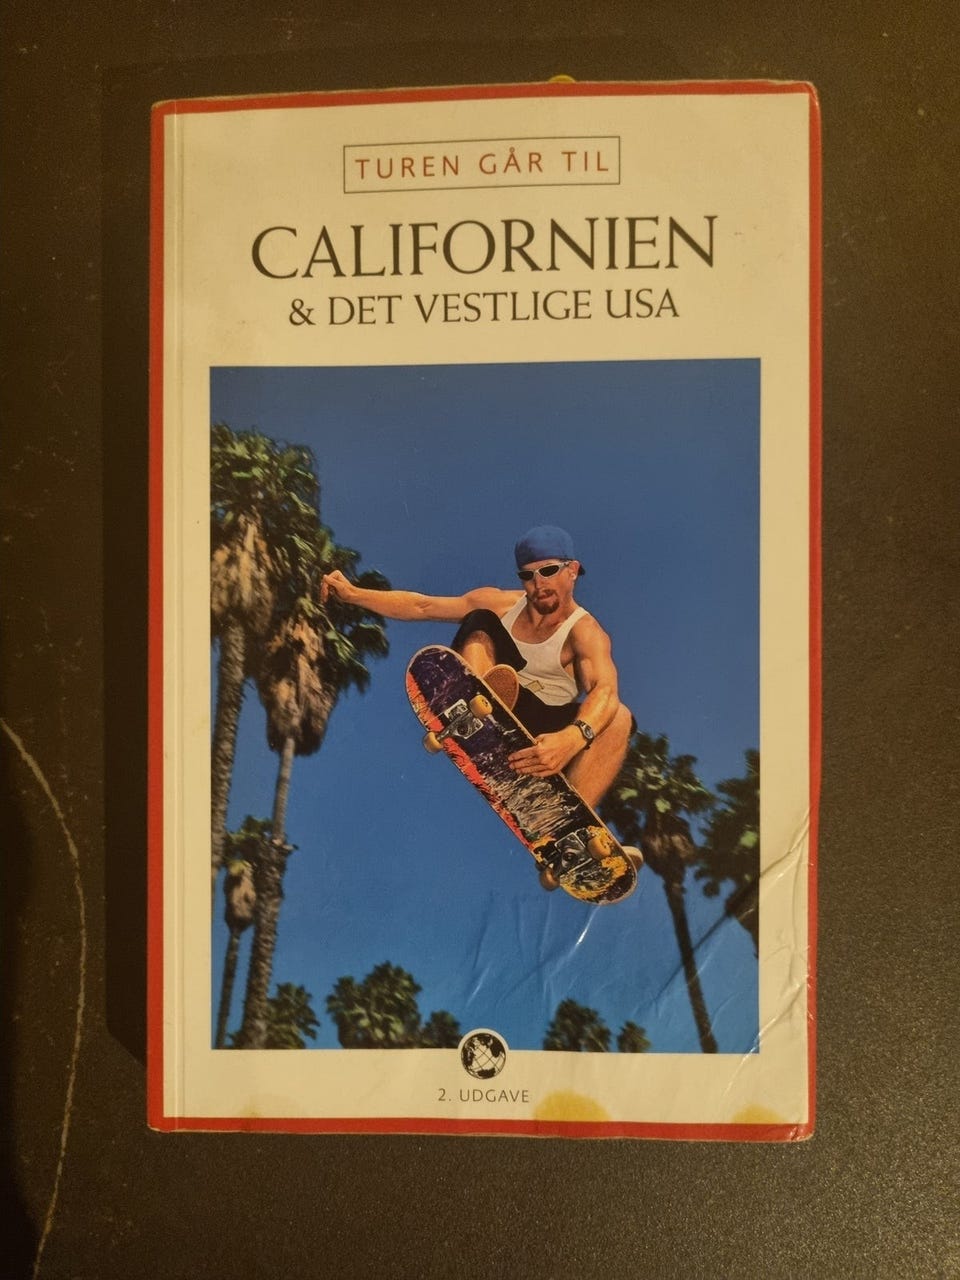 TUREN GÅR TIL
CALIFORNIEN
& DET VESTLIGE USA
2. UDGAVE